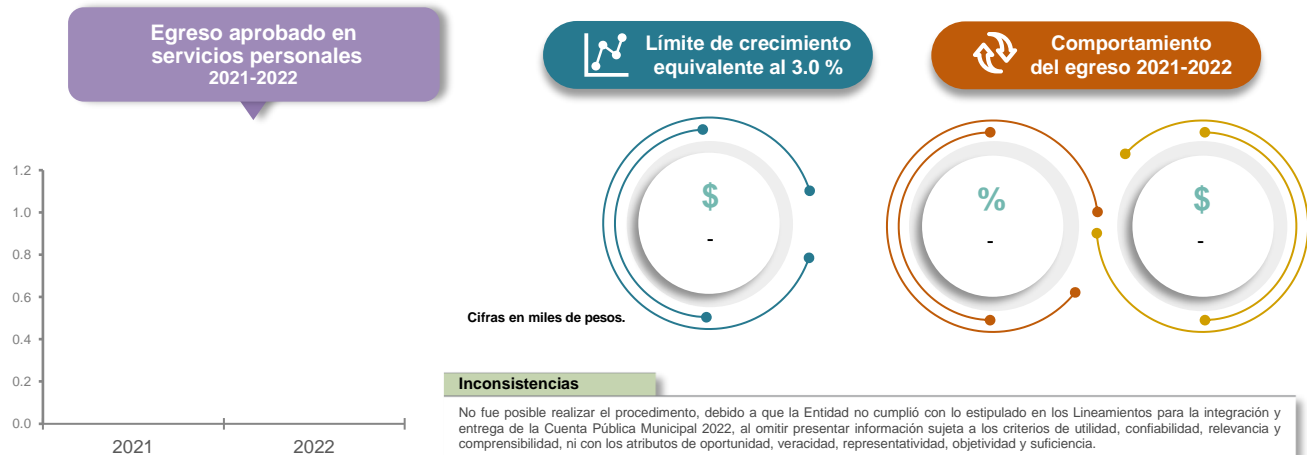 Egreso aprobado en
servicios personales
2021-2022
Límite de crecimiento
equivalente al 3.0 %
Comportamiento
del egreso 2021-2022
1.2
1.0
0.8
0.6
0.4
0.2
0.0
2021
2022
$
-
%
-
$
-
Cifras en miles de pesos.
Inconsistencias
No fue posible realizar el procedimento, debido a que la Entidad no cumplió con lo estipulado en los Lineamientos para la integración y
entrega de la Cuenta Pública Municipal 2022, al omitir presentar información sujeta a los criterios de utilidad, confiabilidad, relevancia y
comprensibilidad, ni con los atributos de oportunidad, veracidad, representatividad, objetividad y suficiencia.